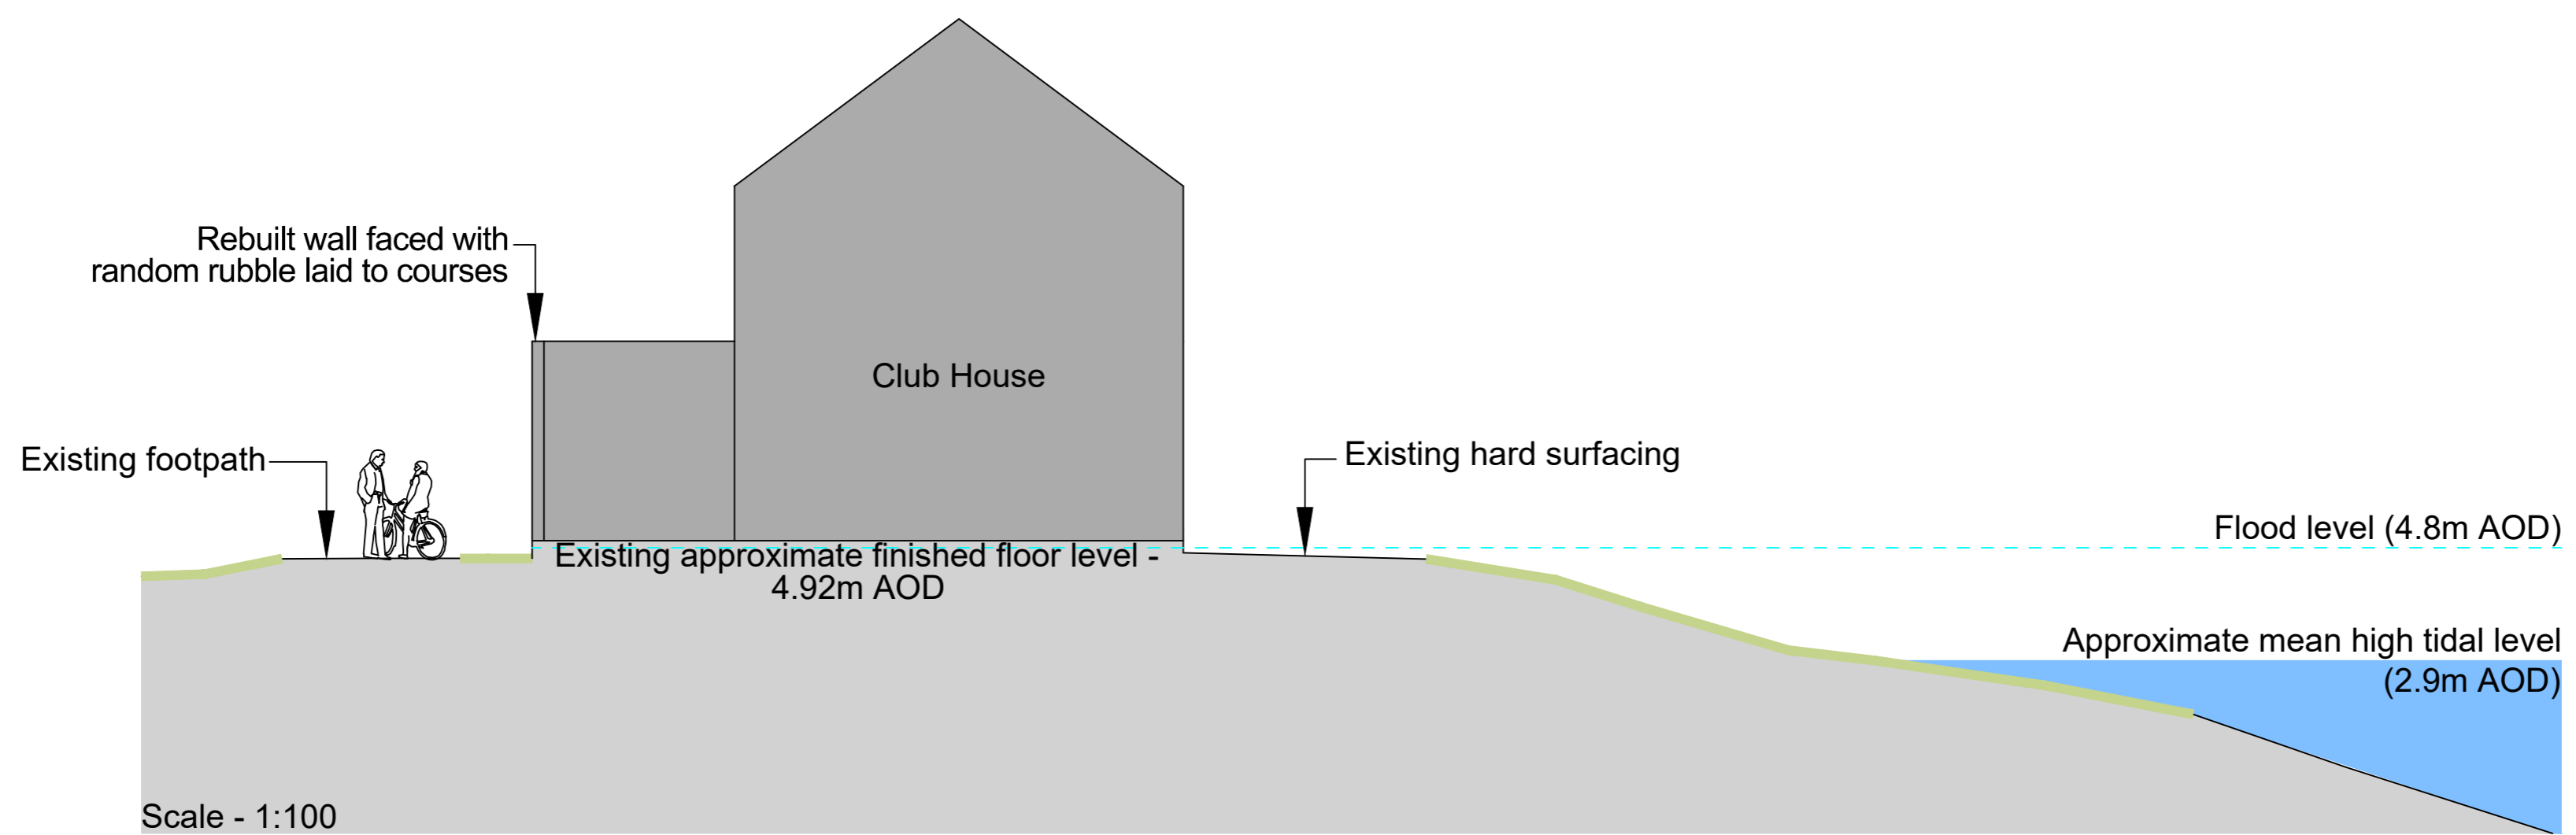 Rebuilt wall faced with
random rubble laid to courses
Club House
Existing footpath
Existing hard surfacing
Flood level (4.8m AOD)
Existing approximate finished floor level -
4.92m AOD
Approximate mean high tidal level
(2.9m AOD)
Scale - 1:100